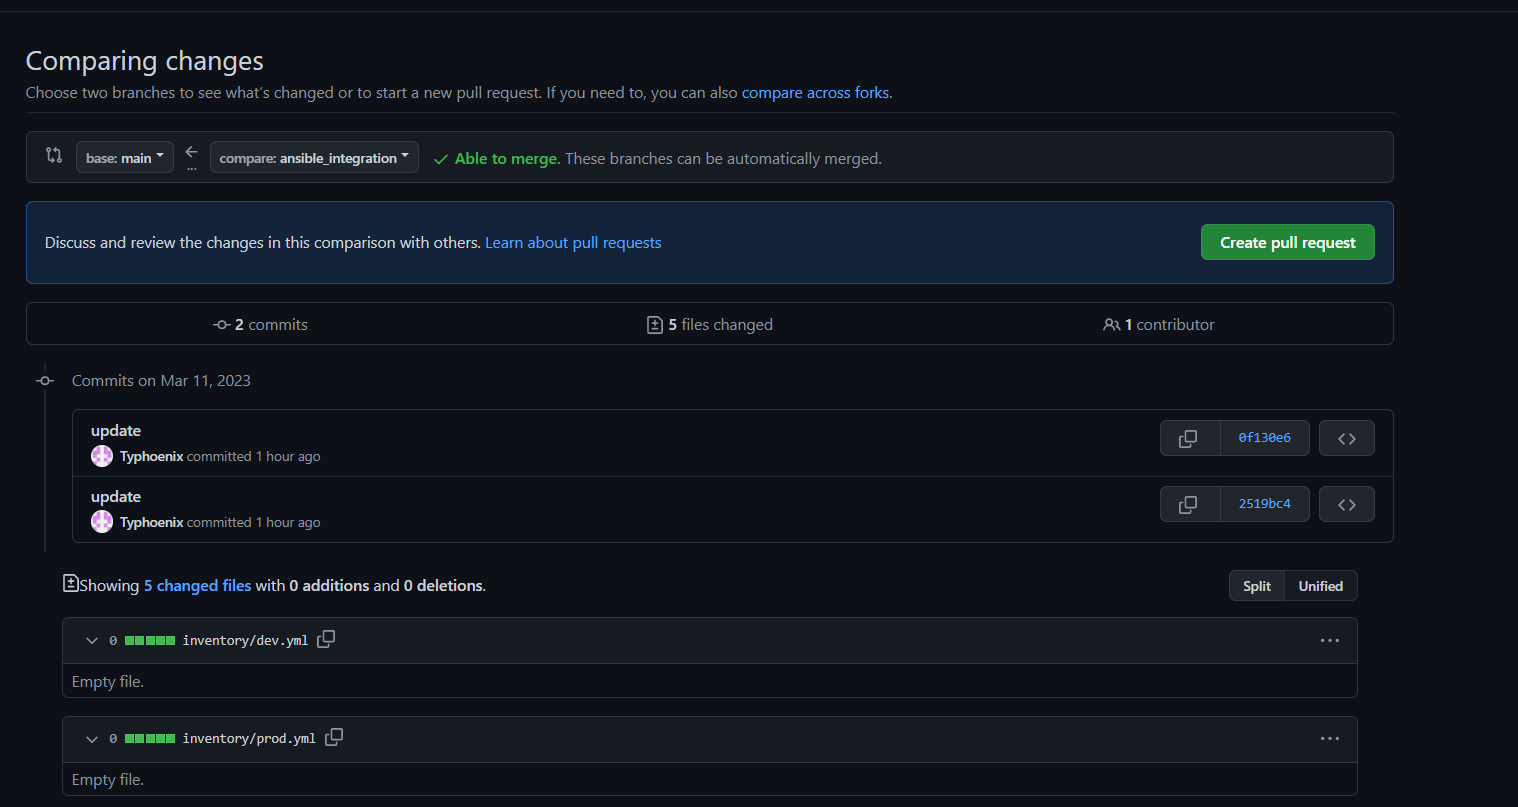 Comparing changes
Choose two branches to see what's changed or to start a new pull request. If you need to, you can also compare across forks.
base: main ... compare: ansible_integration Able to merge. These branches can be automatically merged.
Discuss and review the changes in this comparison with others. Learn about pull requests Create pull request
2 commits 5 files changed 1 contributor
Commits on Mar 11, 2023
update
Typhoenix committed 1 hour ago 0f130e6
update
Typhoenix committed 1 hour ago 2519bc4
Showing 5 changed files with 0 additions and 0 deletions. Split Unified
0 inventory/dev.yml
Empty file.
0 inventory/prod.yml
Empty file.